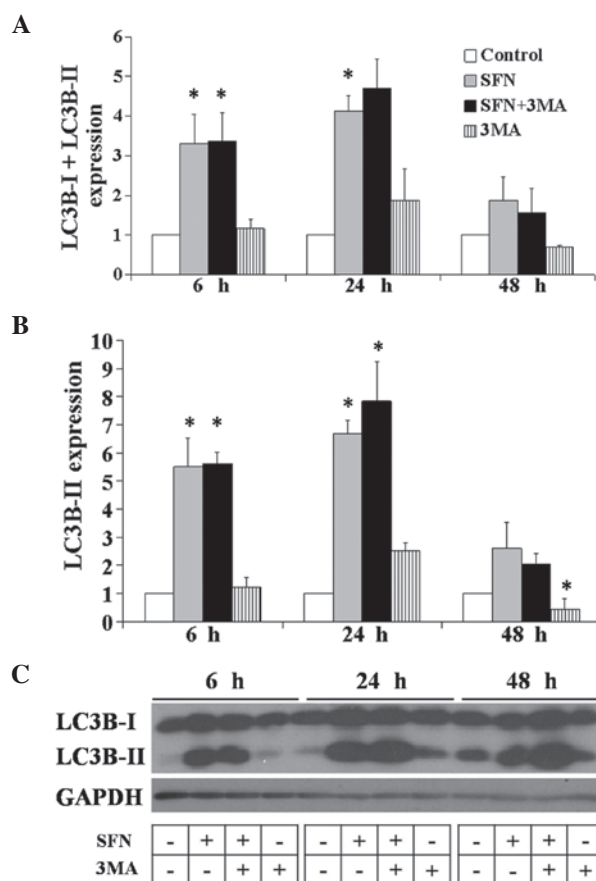 A
LC3B-I + LC3B-II
expression
6
5
4
3
2
1
0
* *
*
Control
SFN
SFN+3MA
3MA
6 h 24 h 48 h
B
LC3B-II expression
10
9
8
7
6
5
4
3
2
1
0
* *
* *
*
6 h 24 h 48 h
C
6 h 24 h 48 h
LC3B-I
LC3B-II
GAPDH
SFN - + + - - + + - - + + -
3MA - - + + - - + + - - + +